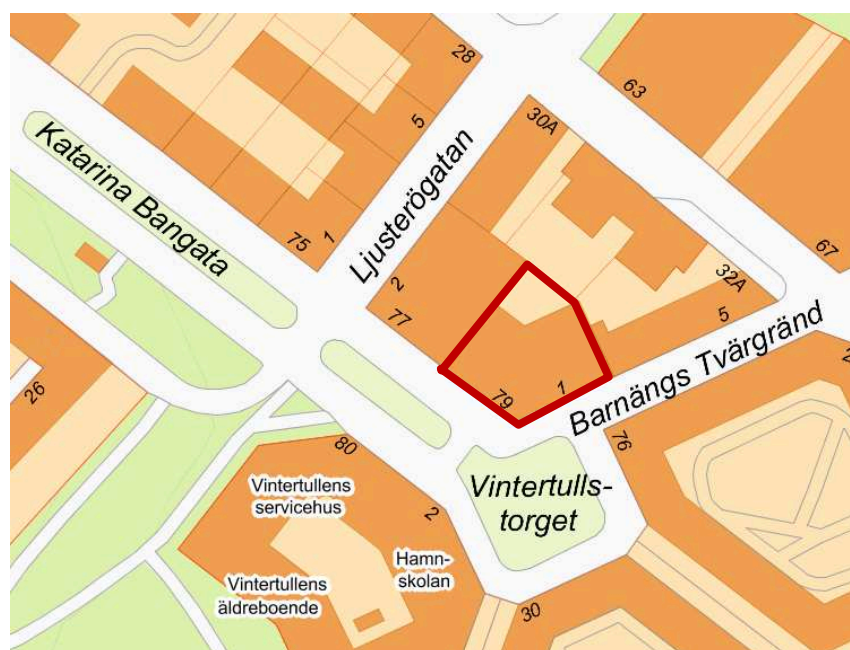 28
63
30A
5
Katarina Bangata
Ljusterögatan
75
1
67
32A
2
77
5
Barnängs Tvärgränd
2
26
79
1
80
76
Vintertullens
servicehus
Vintertulls-
torget
2
Hamn-
skolan
Vintertullens
äldreboende
30